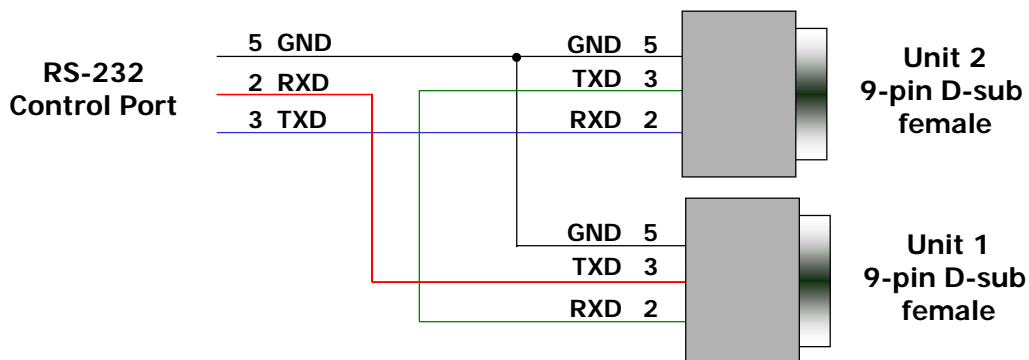 RS-232
Control Port
5 GND
2 RXD
3 TXD
GND 5
TXD 3
RXD 2
Unit 2
9-pin D-sub
female
GND 5
TXD 3
RXD 2
Unit 1
9-pin D-sub
female